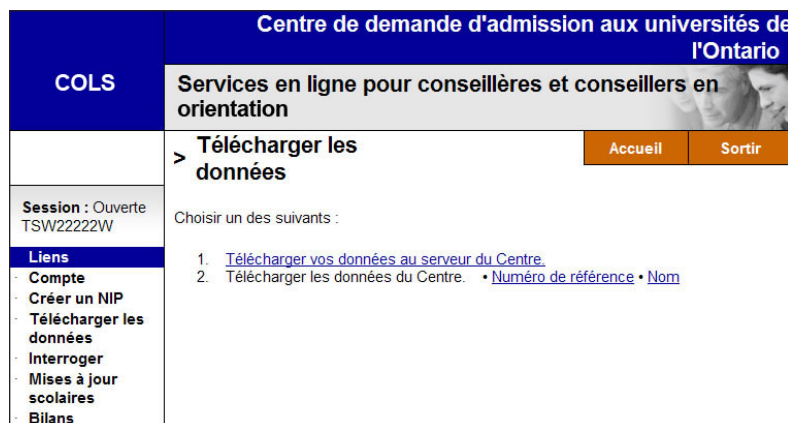 Centre de demande d'admission aux universités de
l'Ontario
COLS
Services en ligne pour conseillères et conseillers en
orientation
> Télécharger les
données
Accueil
Sortir
Session : Ouverte
TSW22222W
Choisir un des suivants :
1. Télécharger vos données au serveur du Centre.
2. Télécharger les données du Centre. • Numéro de référence • Nom
Liens
· Compte
· Créer un NIP
· Télécharger les
données
· Interroger
· Mises à jour
scolaires
· Bilans